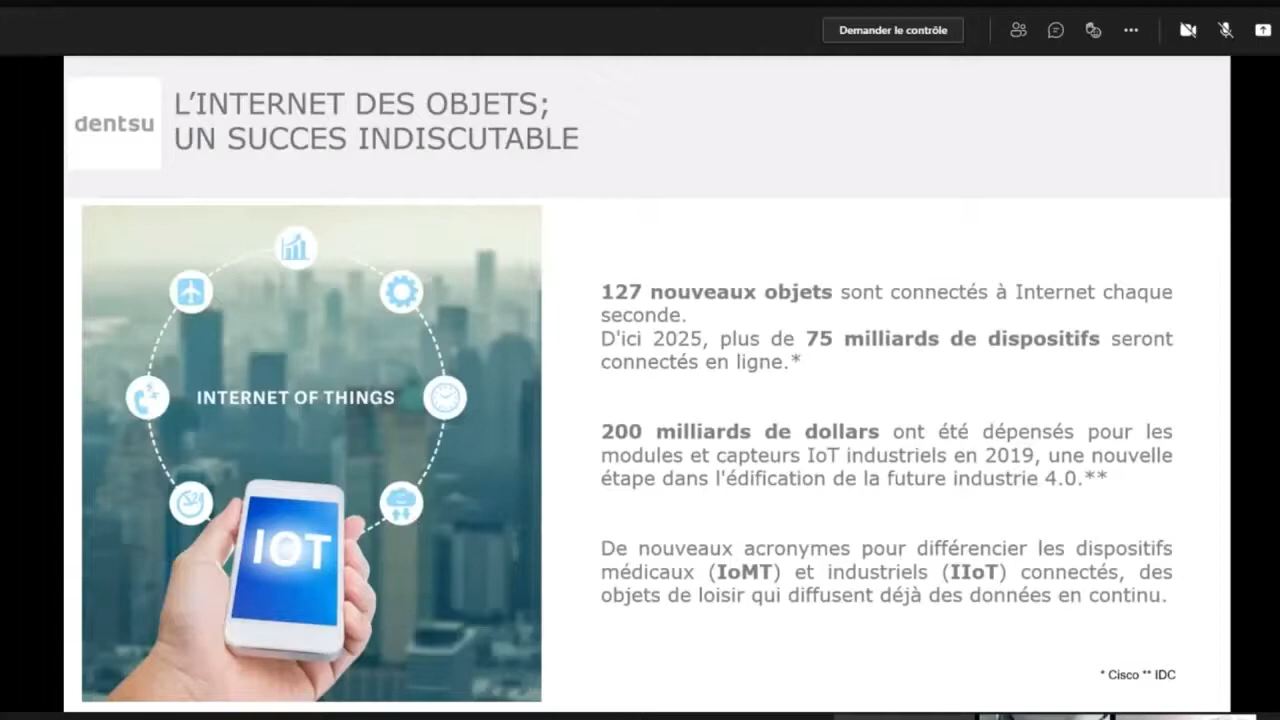 Demander le contrôle
dentsu
L'INTERNET DES OBJETS;
UN SUCCES INDISCUTABLE
INTERNET OF THINGS
24
IOT
127 nouveaux objets sont connectés à Internet chaque
seconde.
D'ici 2025, plus de 75 milliards de dispositifs seront
connectés en ligne.*
200 milliards de dollars ont été dépensés pour les
modules et capteurs IoT industriels en 2019, une nouvelle
étape dans l'édification de la future industrie 4.0.**
De nouveaux acronymes pour différencier les dispositifs
médicaux (IoMT) et industriels (IIoT) connectés, des
objets de loisir qui diffusent déjà des données en continu.
* Cisco ** IDC